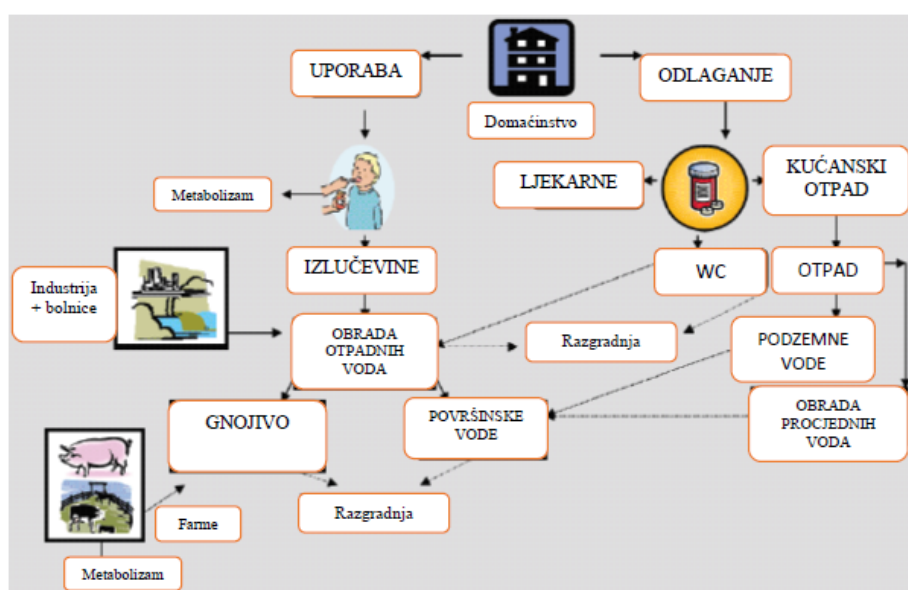 UPORABA
Domaćinstvo
ODLAGANJE
Metabolizam
LJEKARNE
KUĆANSKI
OTPAD
Industrija
+ bolnice
IZLUČEVINE
WC
OTPAD
OBRADA
OTPADNIH
VODA
Razgradnja
PODZEMNE
VODE
GNOJIVO
POVRŠINSKE
VODE
OBRADA
PROCJEDNIH
VODA
Farme
Razgradnja
Metabolizam